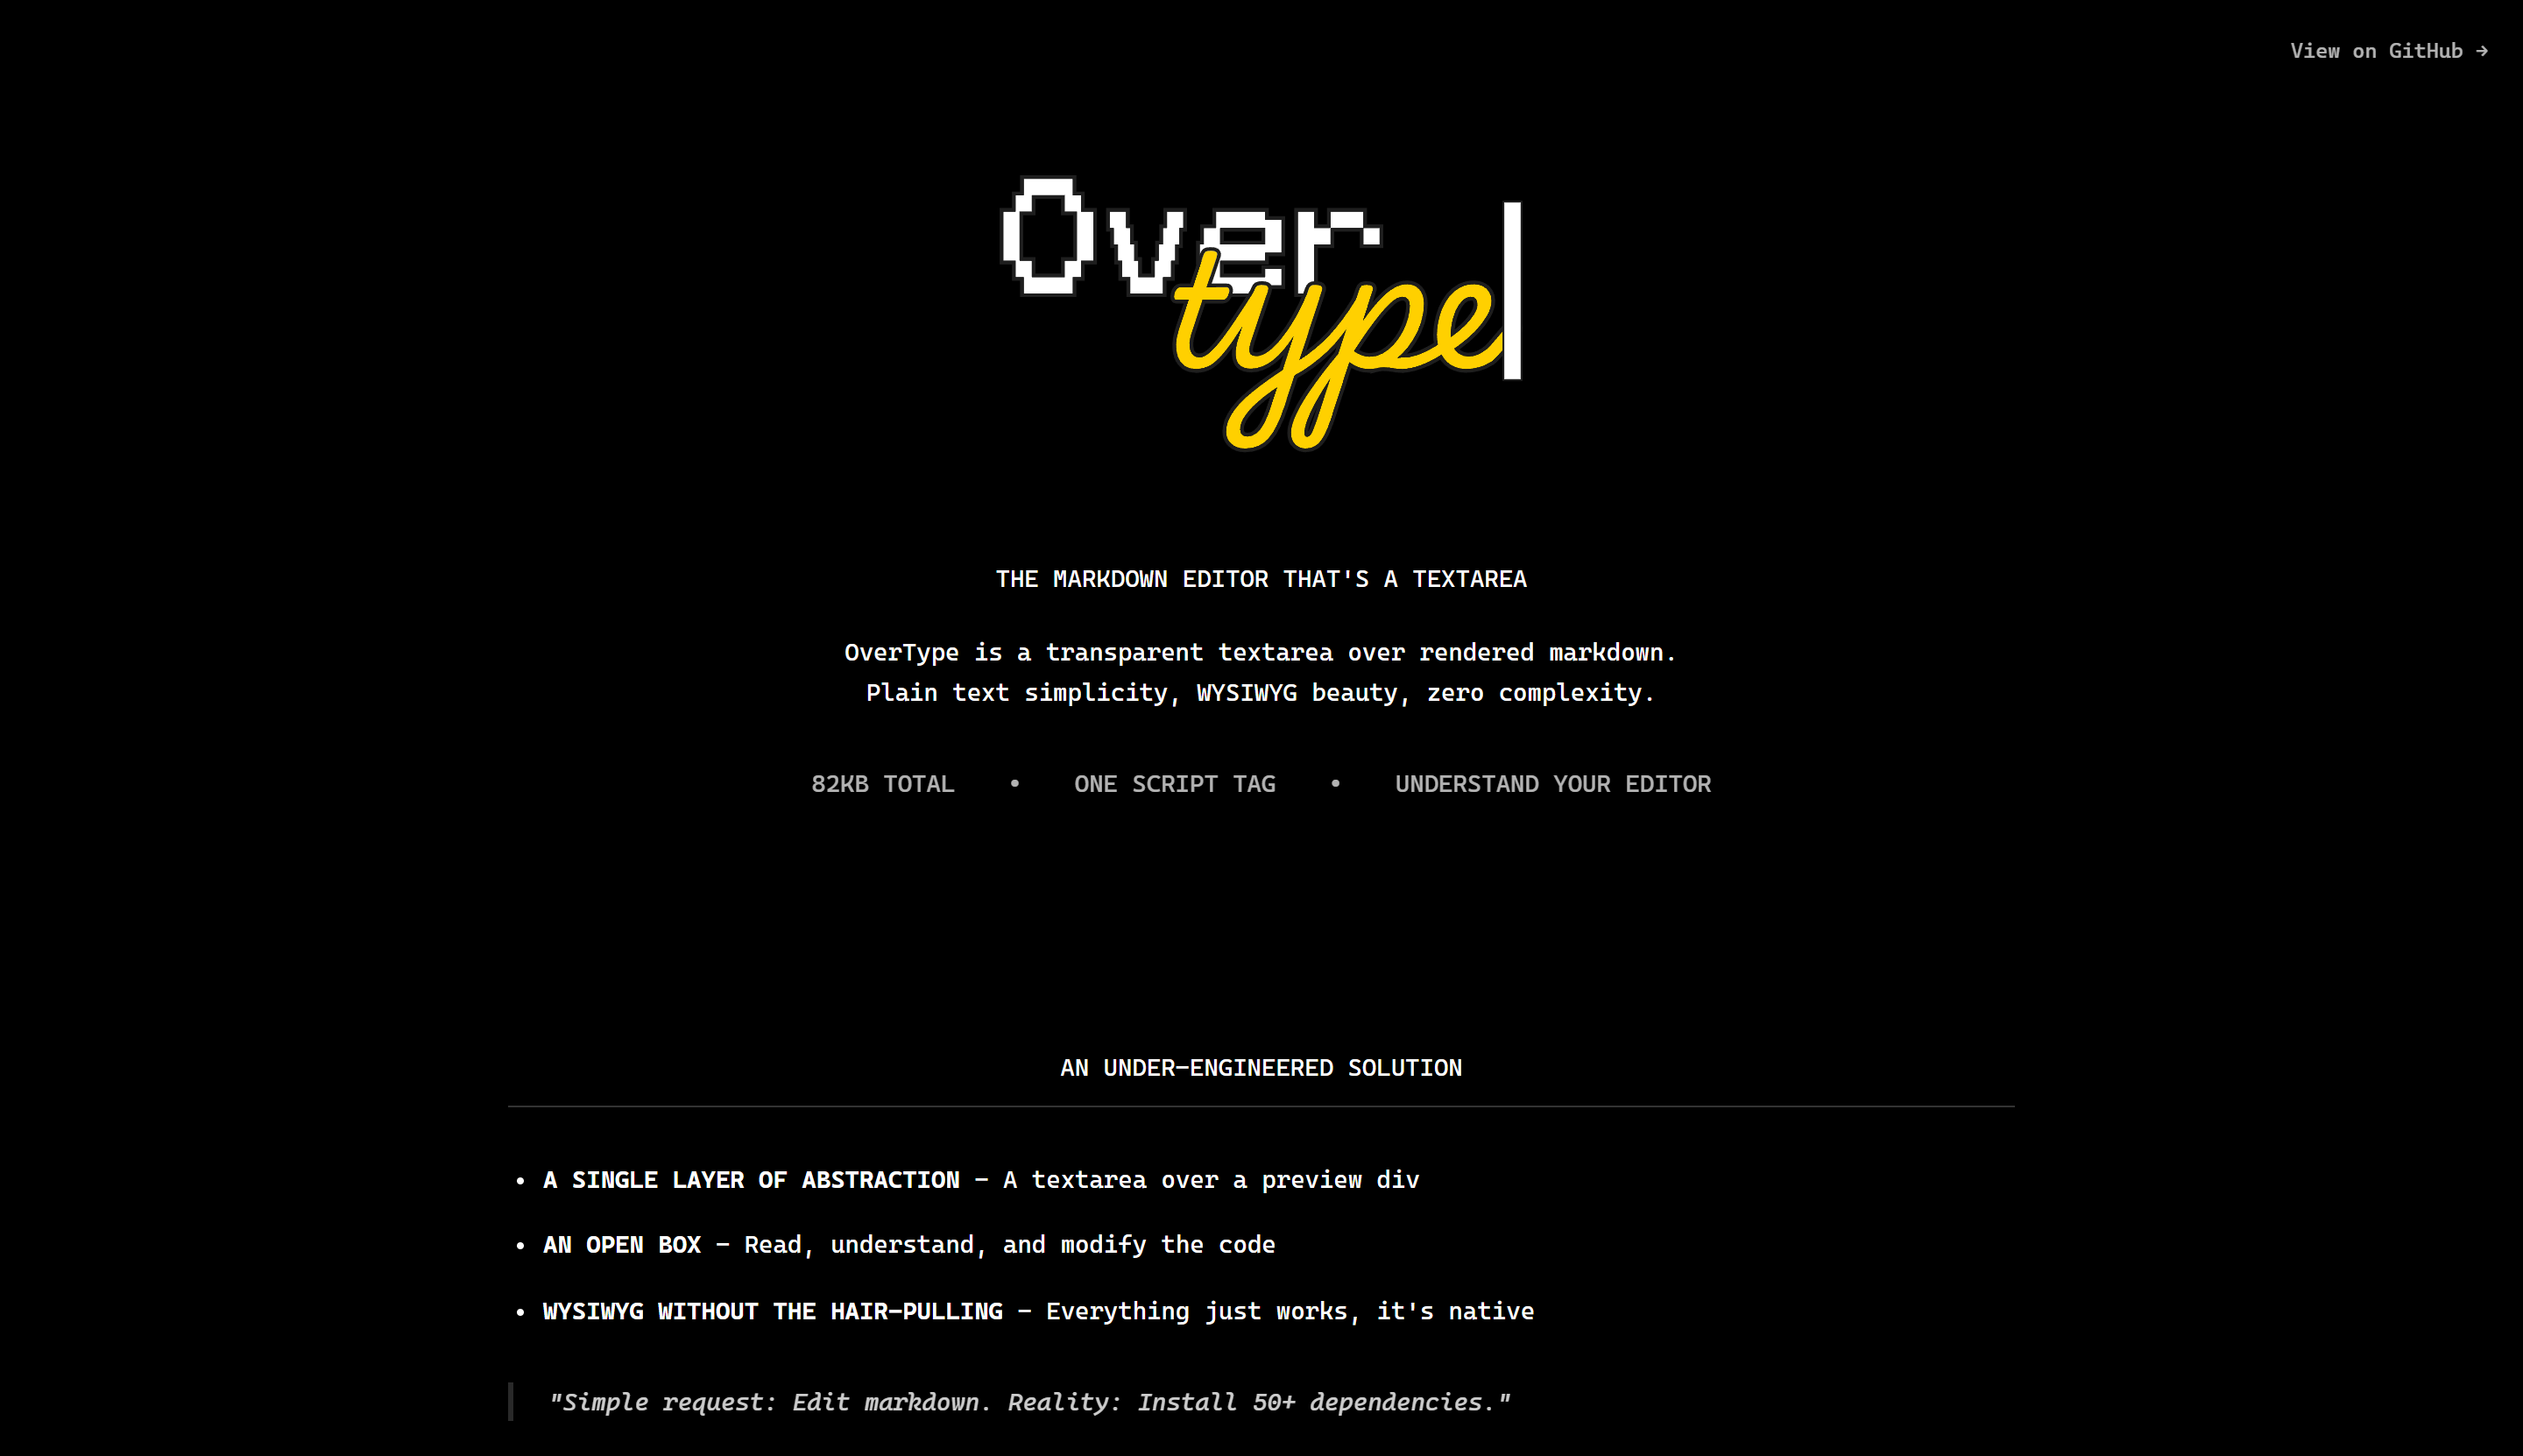 View on GitHub →
Over
type
THE MARKDOWN EDITOR THAT'S A TEXTAREA
OverType is a transparent textarea over rendered markdown.
Plain text simplicity, WYSIWYG beauty, zero complexity.
82KB TOTAL • ONE SCRIPT TAG • UNDERSTAND YOUR EDITOR
AN UNDER-ENGINEERED SOLUTION
• A SINGLE LAYER OF ABSTRACTION - A textarea over a preview div
• AN OPEN BOX - Read, understand, and modify the code
• WYSIWYG WITHOUT THE HAIR-PULLING - Everything just works, it's native
"Simple request: Edit markdown. Reality: Install 50+ dependencies."